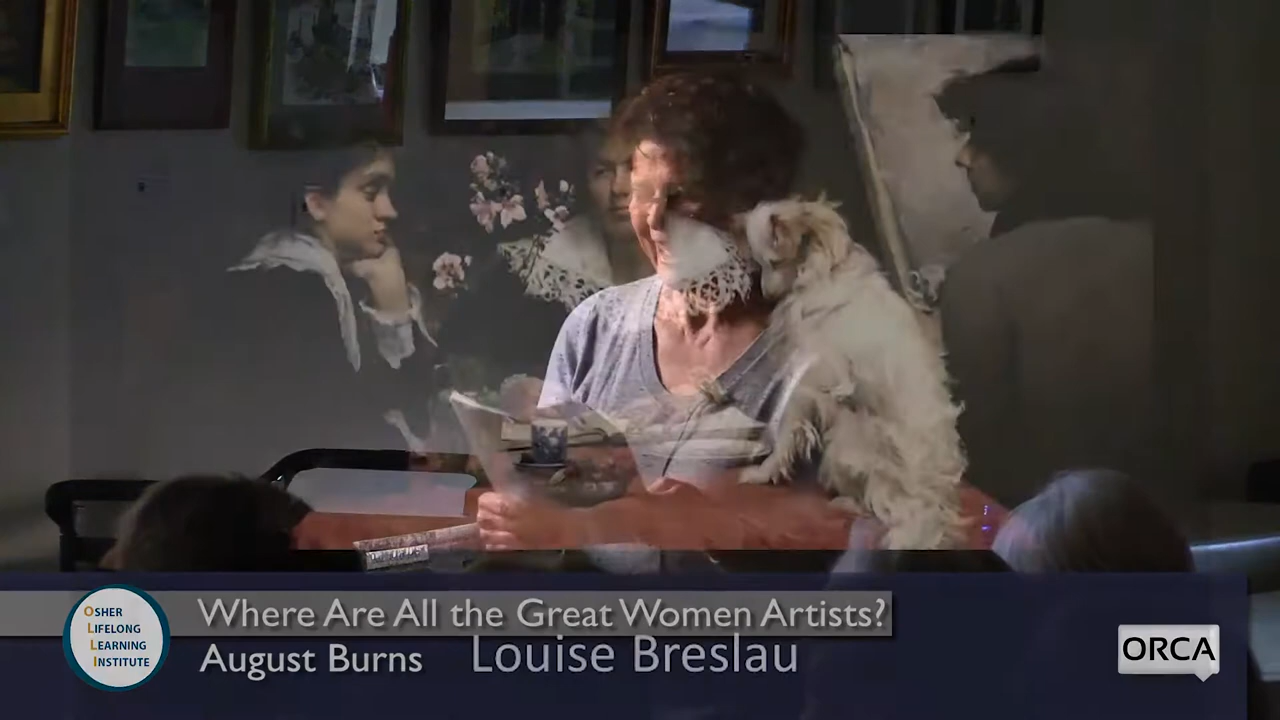 OSHER
LIFELONG
LEARNING
INSTITUTE
Where Are All the Great Women Artists?
August Burns
Louise Breslau
ORCA